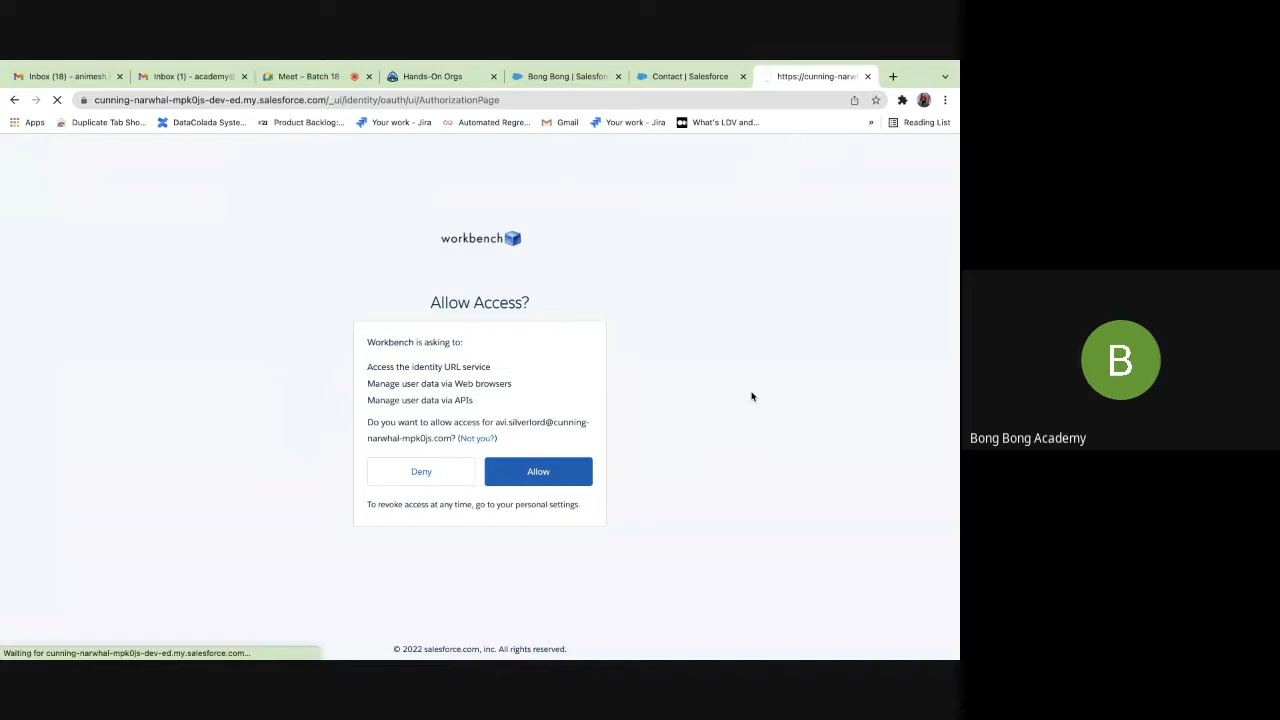 Inbox (18) - animesh.
Inbox (1) - academy@
Meet – Batch 18
Hands-On Orgs
Bong Bong | Salesfor
Contact | Salesforce
https://cunning-narw
cunning-narwhal-mpk0js-dev-ed.my.salesforce.com/_ui/identity/oauth/ui/AuthorizationPage
Apps
Duplicate Tab Sho...
DataColada Syste...
Product Backlog:...
Your work - Jira
Automated Regre...
Gmail
Your work - Jira
What's LDV and...
»
Reading List
workbench
Allow Access?
Workbench is asking to:
Access the identity URL service
Manage user data via Web browsers
Manage user data via APIs
Do you want to allow access for avi.silverlord@cunning-
narwhal-mpk0js.com? (Not you?)
Deny
Allow
To revoke access at any time, go to your personal settings.
© 2022 salesforce.com, inc. All rights reserved.
Waiting for cunning-narwhal-mpk0js-dev-ed.my.salesforce.com...
B
Bong Bong Academy